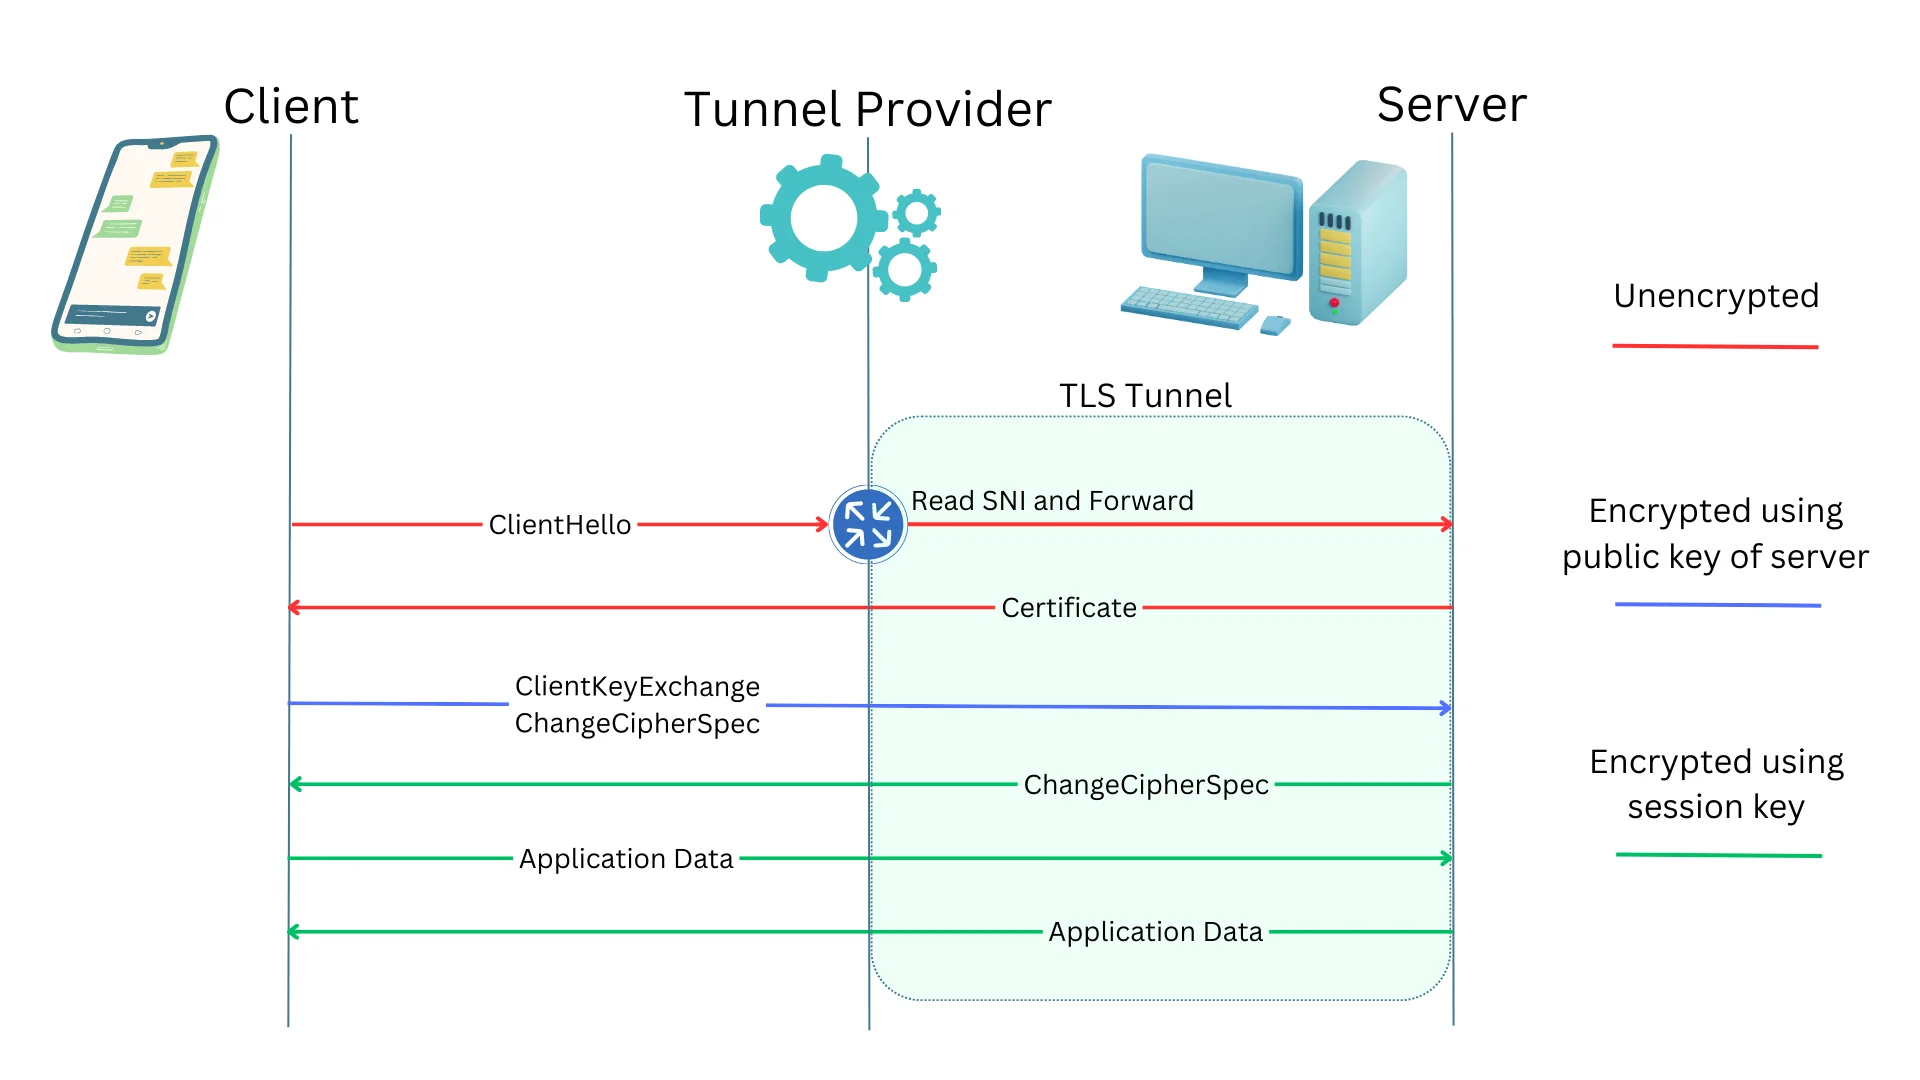 Client
Tunnel Provider
Server
Unencrypted
TLS Tunnel
Read SNI and Forward
ClientHello
Encrypted using
public key of server
Certificate
ClientKeyExchange
ChangeCipherSpec
ChangeCipherSpec
Encrypted using
session key
Application Data
Application Data